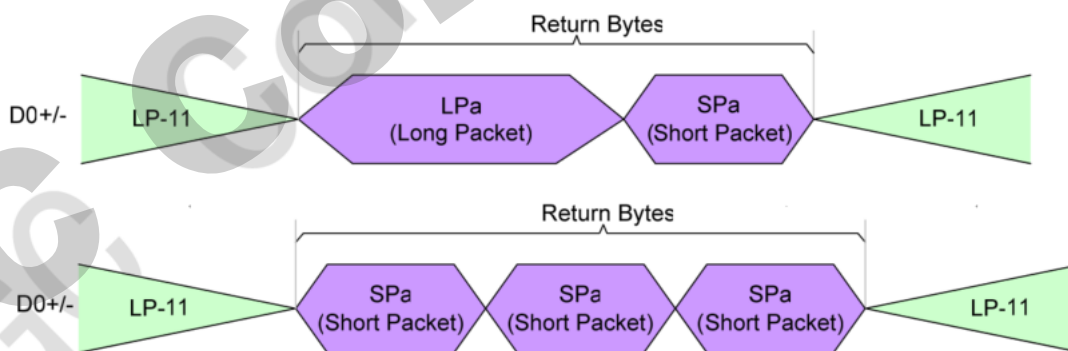 Return Bytes
D0+/-
LP-11
LPa
(Long Packet)
SPa
(Short Packet)
LP-11
Return Bytes
D0+/-
LP-11
SPa
(Short Packet)
SPa
(Short Packet)
SPa
(Short Packet)
LP-11